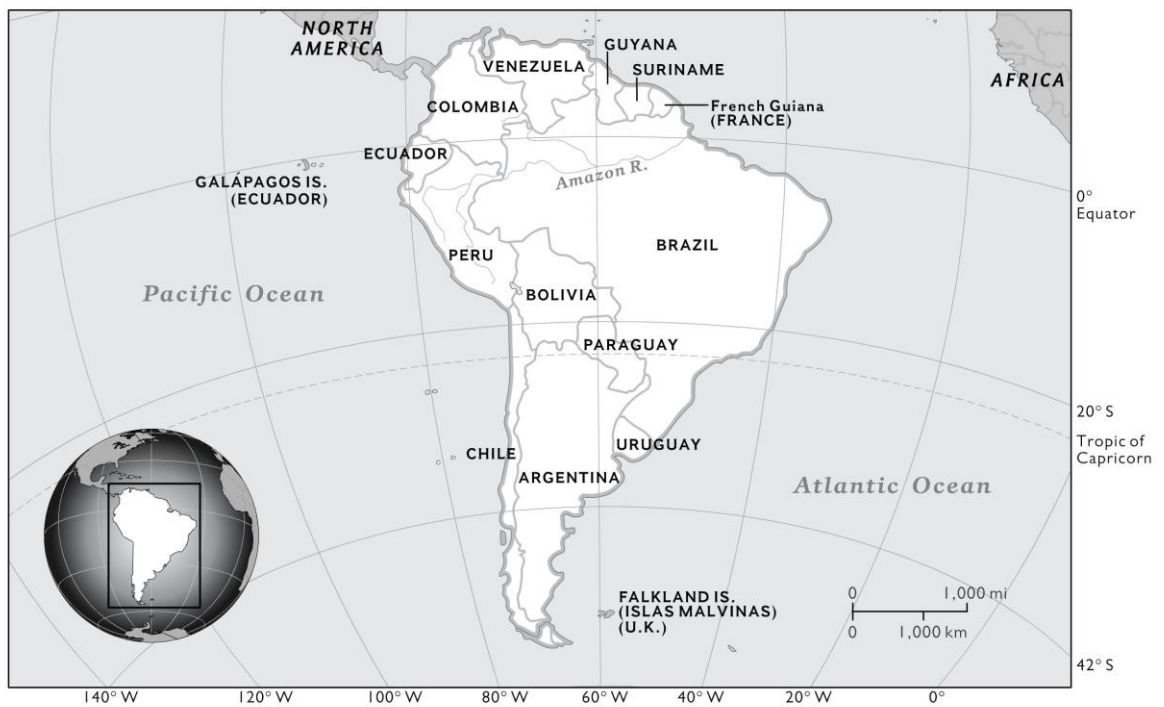 NORTH
AMERICA
GUYANA
VENEZUELA
SURINAME
AFRICA
COLOMBIA
French Guiana
(FRANCE)
ECUADOR
GALÁPAGOS IS.
(ECUADOR)
Amazon R.
0°
Equator
PERU
BRAZIL
Pacific Ocean
BOLIVIA
PARAGUAY
20° S
Tropic of
Capricorn
CHILE
URUGUAY
ARGENTINA
Atlantic Ocean
FALKLAND IS.
(ISLAS MALVINAS)
(U.K.)
0 1,000 mi
0 1,000 km
42° S
140° W 120° W 100° W 80° W 60° W 40° W 20° W 0°